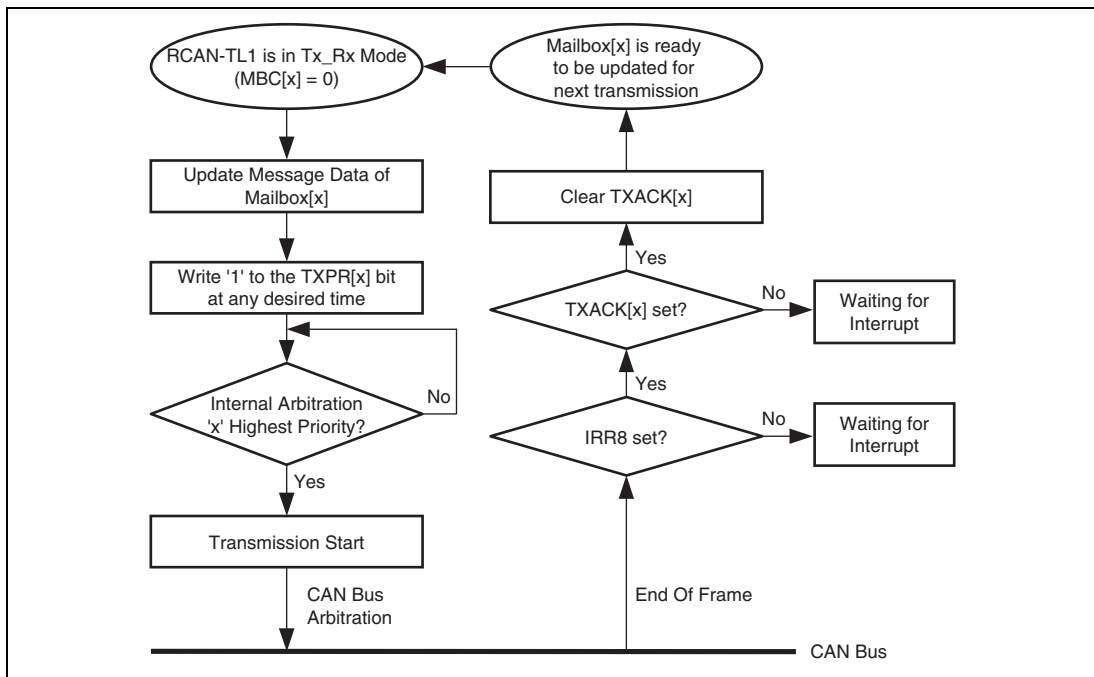 RCAN-TL1 is in Tx_Rx Mode
(MBC[x] = 0)
Update Message Data of
Mailbox[x]
Write '1' to the TXPR[x] bit
at any desired time
Internal Arbitration
'x' Highest Priority?
No
Yes
Transmission Start
CAN Bus
Arbitration
Mailbox[x] is ready
to be updated for
next transmission
Clear TXACK[x]
Yes
TXACK[x] set?
No
Waiting for
Interrupt
Yes
IRR8 set?
No
Waiting for
Interrupt
End Of Frame
CAN Bus